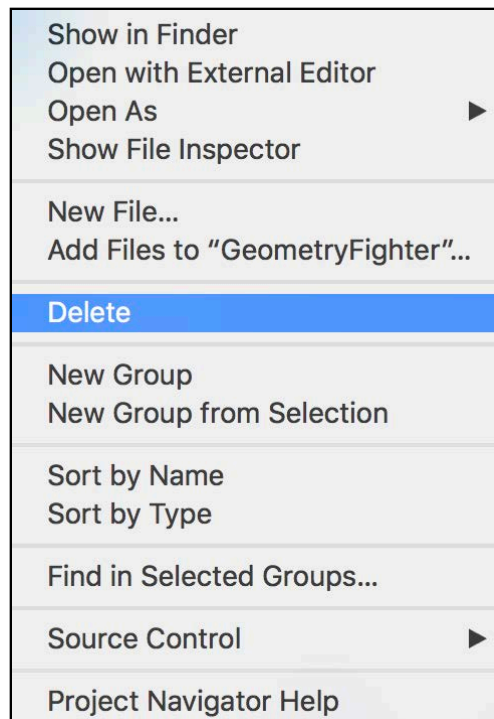 Show in Finder
Open with External Editor
Open As
Show File Inspector
New File...
Add Files to “GeometryFighter”...
Delete
New Group
New Group from Selection
Sort by Name
Sort by Type
Find in Selected Groups...
Source Control
Project Navigator Help